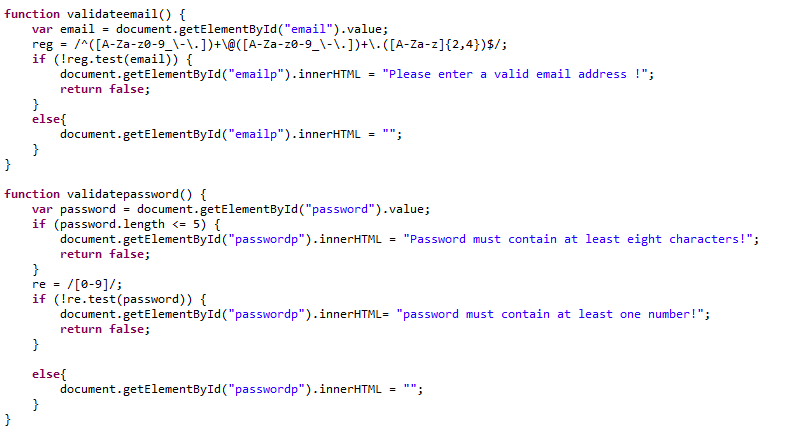 function validateemail() {
    var email = document.getElementById("email").value;
    reg = /^([A-Za-z0-9_\-\.])+\@([A-Za-z0-9_\-\.])+\.([A-Za-z]{2,4})$/;
    if (!reg.test(email)) {
        document.getElementById("emailp").innerHTML = "Please enter a valid email address !";
        return false;
    }
    else{
        document.getElementById("emailp").innerHTML = "";
    }
}
function validatepassword() {
    var password = document.getElementById("password").value;
    if (password.length <= 5) {
        document.getElementById("passwordp").innerHTML = "Password must contain at least eight characters!";
        return false;
    }
    re = /[0-9]/;
    if (!re.test(password)) {
        document.getElementById("passwordp").innerHTML= "password must contain at least one number!";
        return false;
    }
    else{
        document.getElementById("passwordp").innerHTML = "";
    }
}